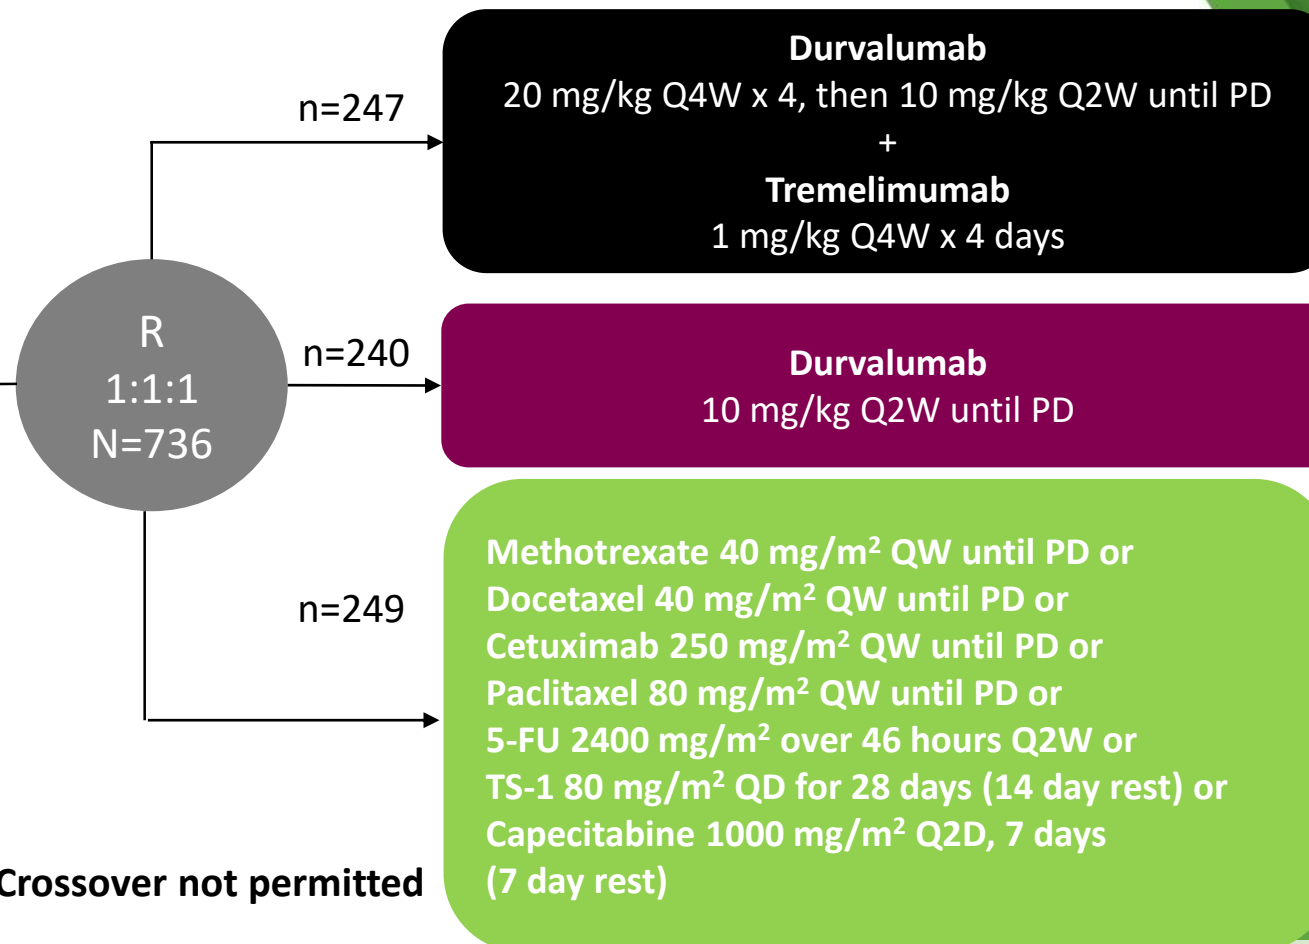 n=247
Durvalumab
20 mg/kg Q4W x 4, then 10 mg/kg Q2W until PD
+
Tremelimumab
1 mg/kg Q4W x 4 days
R
1:1:1
N=736
n=240
Durvalumab
10 mg/kg Q2W until PD
n=249
Methotrexate 40 mg/m² QW until PD or
Docetaxel 40 mg/m² QW until PD or
Cetuximab 250 mg/m² QW until PD or
Paclitaxel 80 mg/m² QW until PD or
5-FU 2400 mg/m² over 46 hours Q2W or
TS-1 80 mg/m² QD for 28 days (14 day rest) or
Capecitabine 1000 mg/m² Q2D, 7 days
(7 day rest)
Crossover not permitted